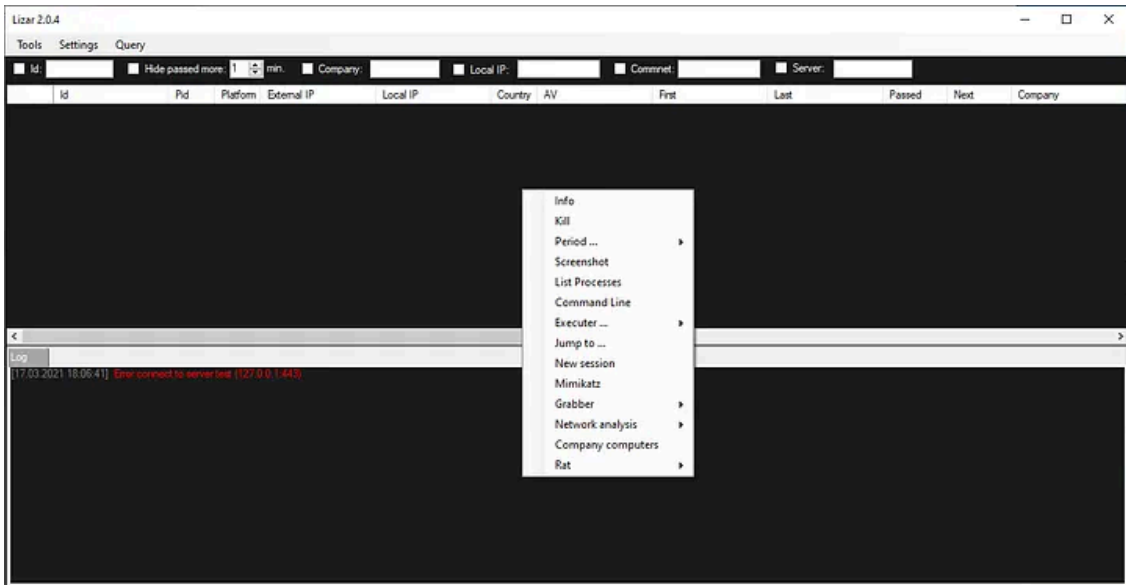 Lizar 2.0.4
Tools Settings Query
Id: Hide passed more: 1 min. Company: Local IP: Commnet: Server:
Id Pid Platform External IP Local IP Country AV First Last Passed Next Company
Info
Kill
Period ...
Screenshot
List Processes
Command Line
Executer ...
Jump to ...
New session
Mimikatz
Grabber
Network analysis
Company computers
Rat
Log
[17.03.2021 18:06:41] Error connect to server test (127.0.0.1:443)